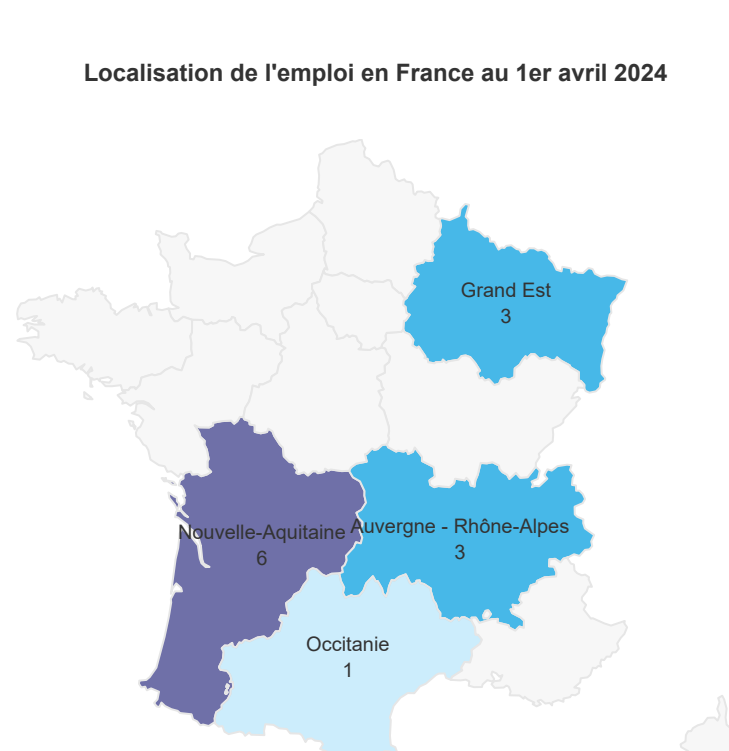 Localisation de l'emploi en France au 1er avril 2024
Grand Est
3
Nouvelle-Aquitaine
6
Auvergne - Rhône-Alpes
3
Occitanie
1